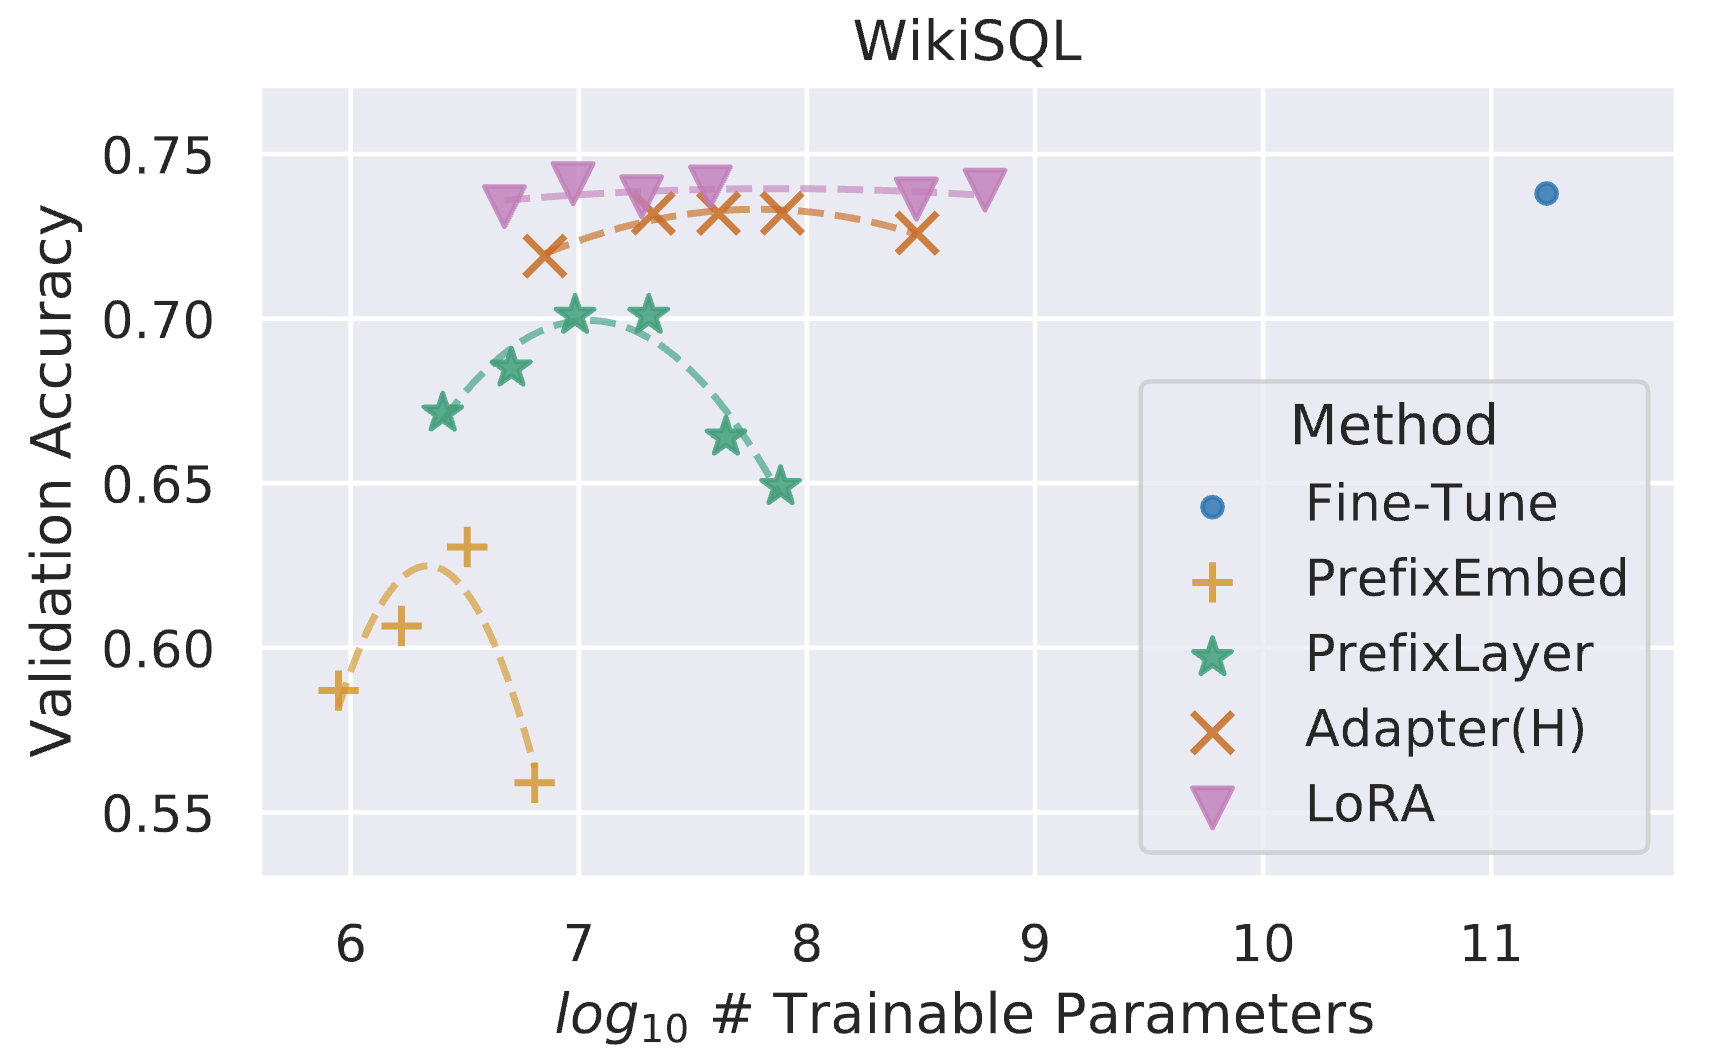 WikiSQL
Validation Accuracy
0.75
0.70
0.65
0.60
0.55
6 7 8 9 10 11
log₁₀ # Trainable Parameters
Method
Fine-Tune
PrefixEmbed
PrefixLayer
Adapter(H)
LoRA